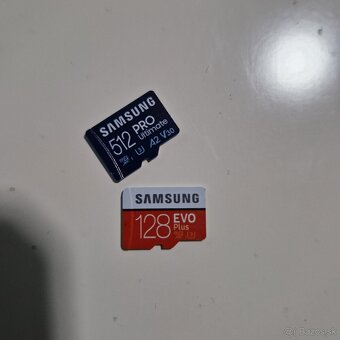 SAMSUNG
512 PRO
Ultimate
A2 V30
SAMSUNG
128 EVO
Plus